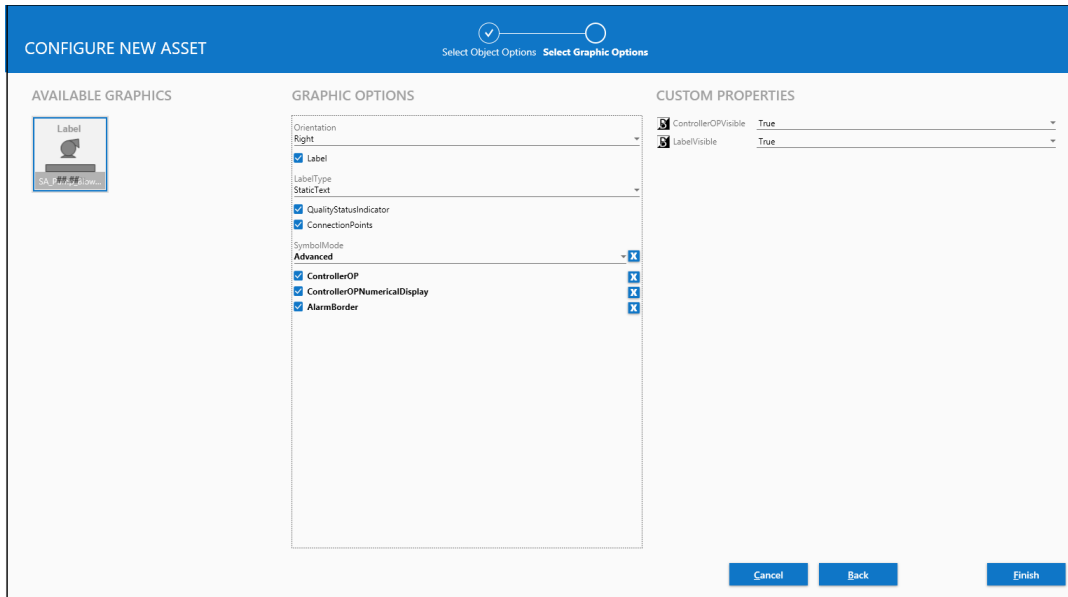 CONFIGURE NEW ASSET
Select Object Options Select Graphic Options
AVAILABLE GRAPHICS
Label
##.##
GRAPHIC OPTIONS
Orientation
Right
Label
LabelType
StaticText
QualityStatusIndicator
ConnectionPoints
SymbolMode
Advanced
X
ControllerOP
X
ControllerOPNumericalDisplay
X
AlarmBorder
X
CUSTOM PROPERTIES
ControllerOPVisible True
LabelVisible True
Cancel Back Finish